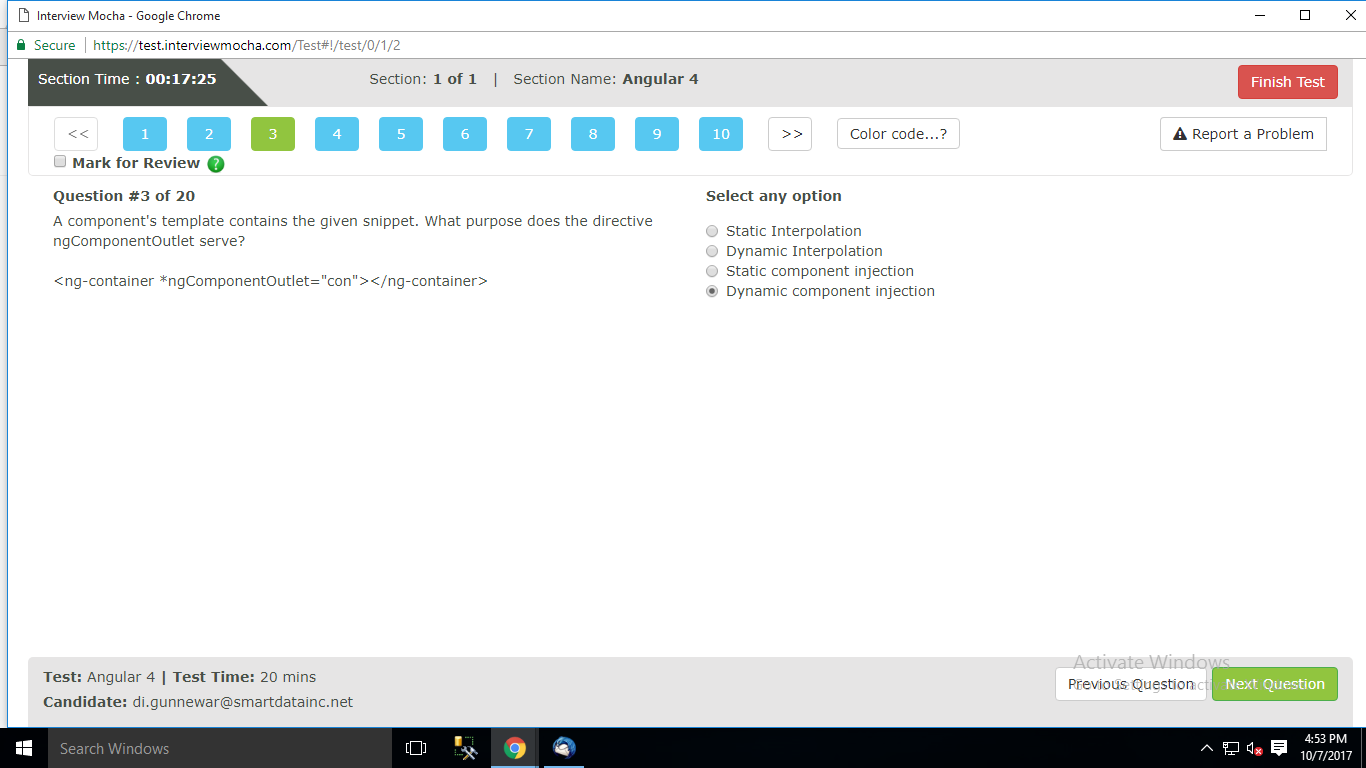 Interview Mocha - Google Chrome
Secure | https://test.interviewmocha.com/Test#!/test/0/1/2
Section Time : 00:17:25
Section: 1 of 1 | Section Name: Angular 4
Finish Test
<< 1 2 3 4 5 6 7 8 9 10 >> Color code...? Report a Problem
Mark for Review ?
Question #3 of 20
A component's template contains the given snippet. What purpose does the directive
ngComponentOutlet serve?
<ng-container *ngComponentOutlet="con"></ng-container>
Select any option
Static Interpolation
Dynamic Interpolation
Static component injection
Dynamic component injection
Test: Angular 4 | Test Time: 20 mins
Candidate: di.gunnewar@smartdatainc.net
Activate Windows
Previous Question
Next Question
Search Windows
4:53 PM
10/7/2017